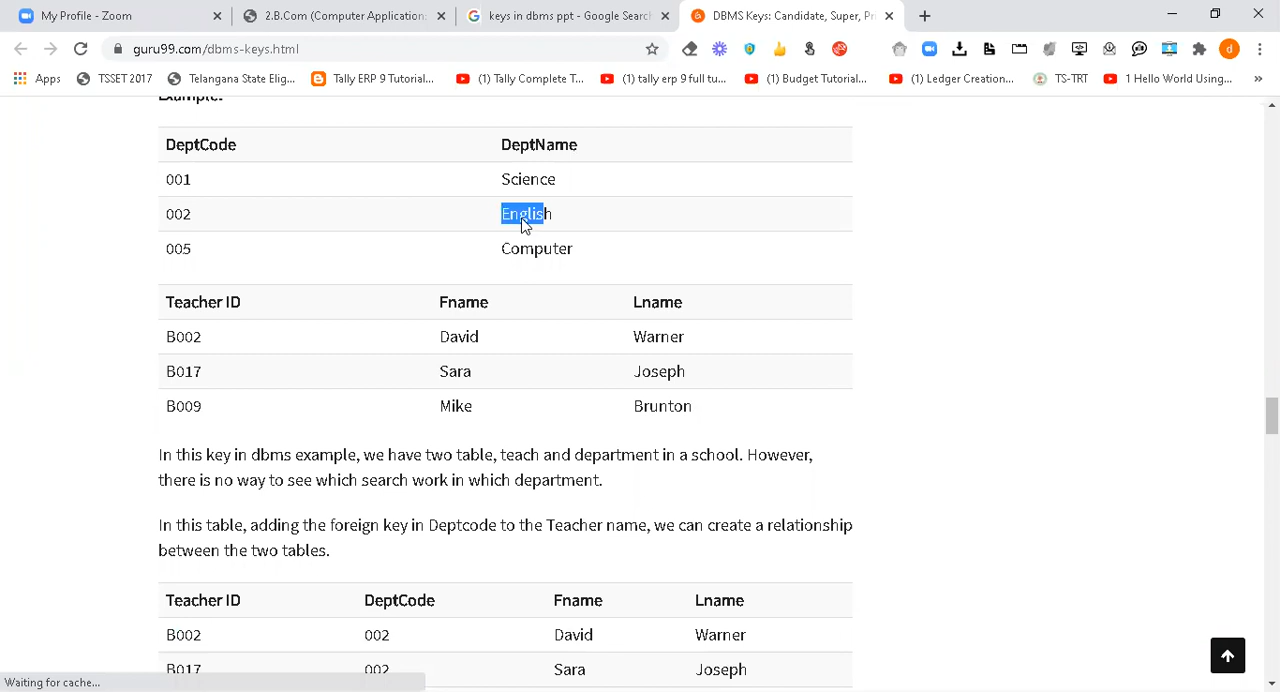 My Profile - Zoom
2.B.Com (Computer Application:
keys in dbms ppt - Google Search
DBMS Keys: Candidate, Super, Pri
guru99.com/dbms-keys.html
d
Apps
TSSET 2017
Telangana State Elig...
Tally ERP 9 Tutorial...
(1) Tally Complete T...
(1) tally erp 9 full tu...
(1) Budget Tutorial...
(1) Ledger Creation...
TS-TRT
1 Hello World Using...
»
Example:
DeptCode DeptName
001 Science
002 English
005 Computer
Teacher ID Fname Lname
B002 David Warner
B017 Sara Joseph
B009 Mike Brunton
In this key in dbms example, we have two table, teach and department in a school. However,
there is no way to see which search work in which department.
In this table, adding the foreign key in Deptcode to the Teacher name, we can create a relationship
between the two tables.
Teacher ID DeptCode Fname Lname
B002 002 David Warner
B017 002 Sara Joseph
Waiting for cache...